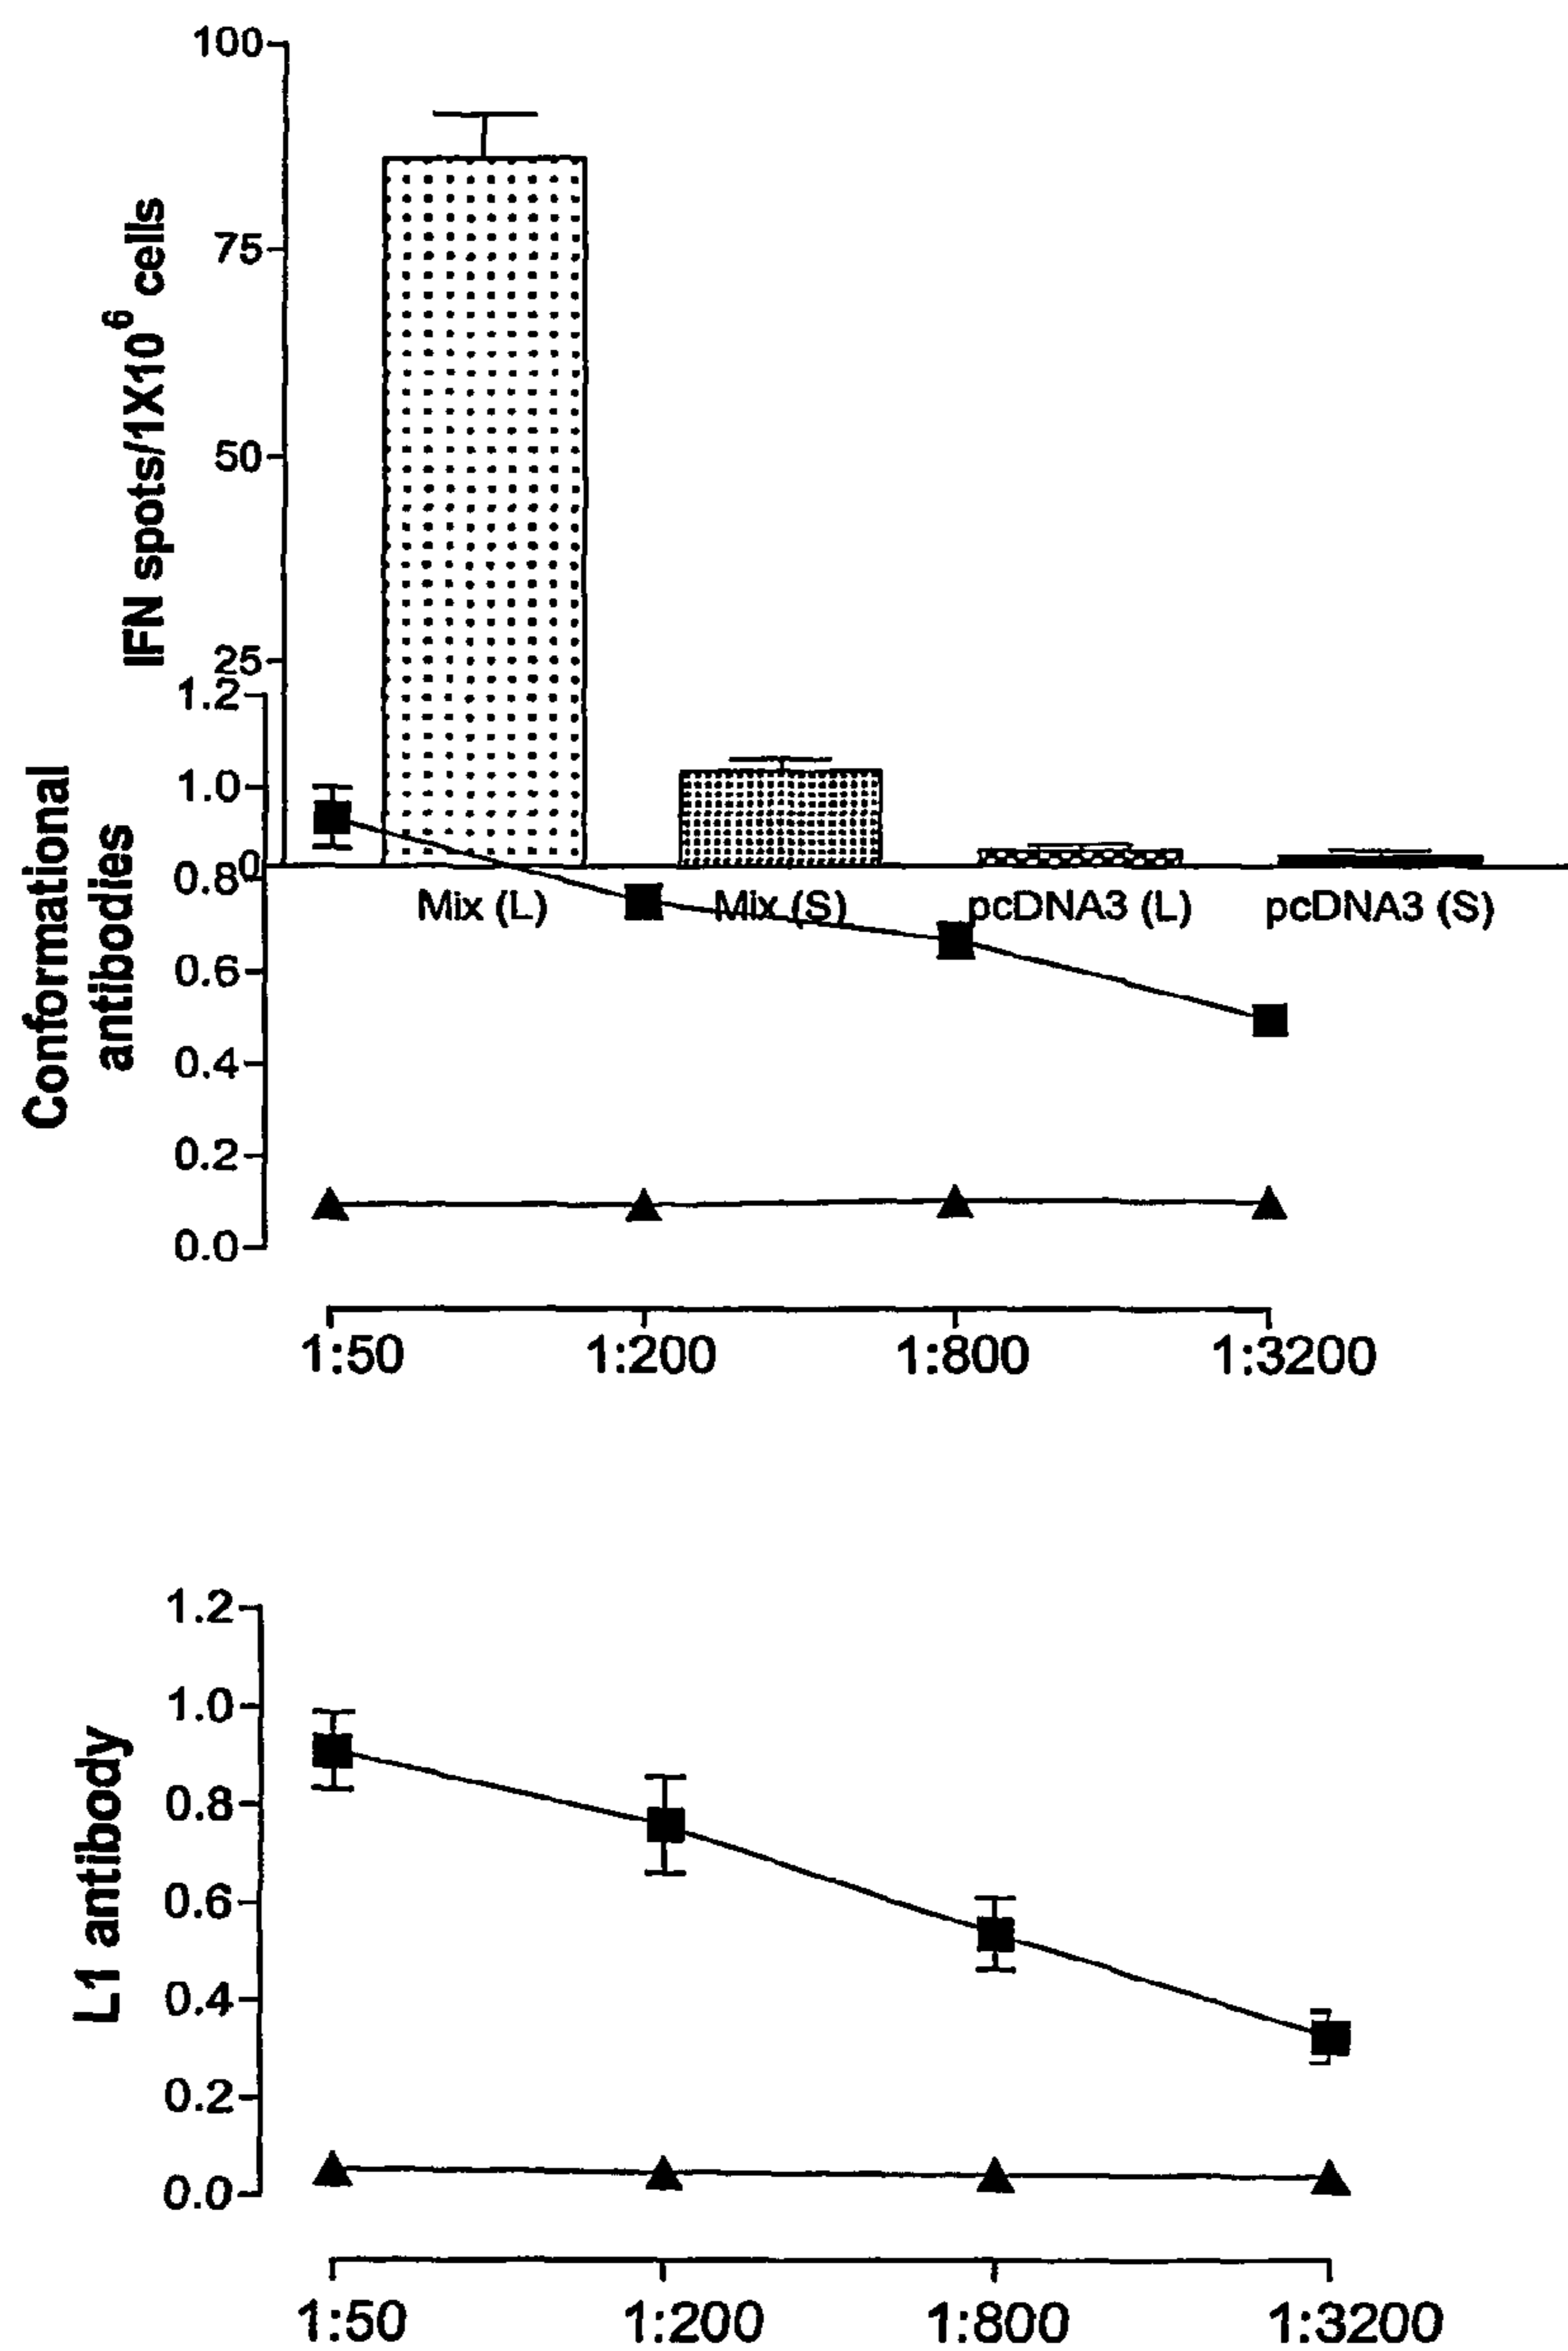 100
75
50
25
0
IFN spots/1X10⁶ cells
Mix (L) Mix (S) pcDNA3 (L) pcDNA3 (S)
1.2
1.0
0.8
0.6
0.4
0.2
0.0
Conformational
antibodies
1:50 1:200 1:800 1:3200
1.2
1.0
0.8
0.6
0.4
0.2
0.0
L1 antibody
1:50 1:200 1:800 1:3200